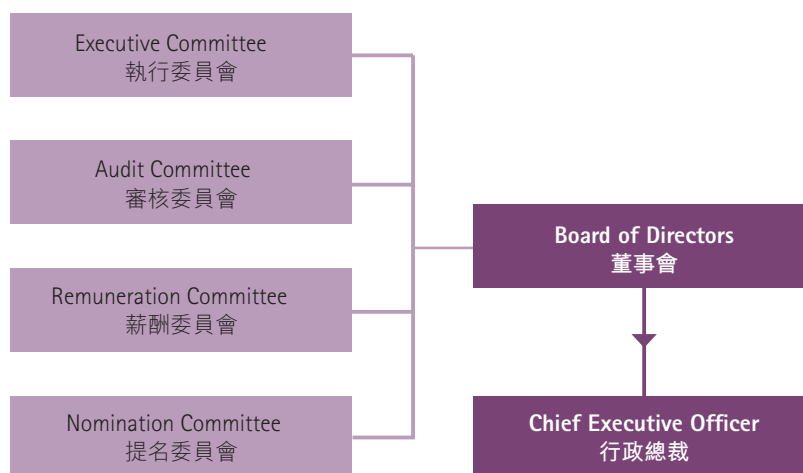 Executive Committee
執行委員會
Audit Committee
審核委員會
Remuneration Committee
薪酬委員會
Nomination Committee
提名委員會
Board of Directors
董事會
Chief Executive Officer
行政總裁